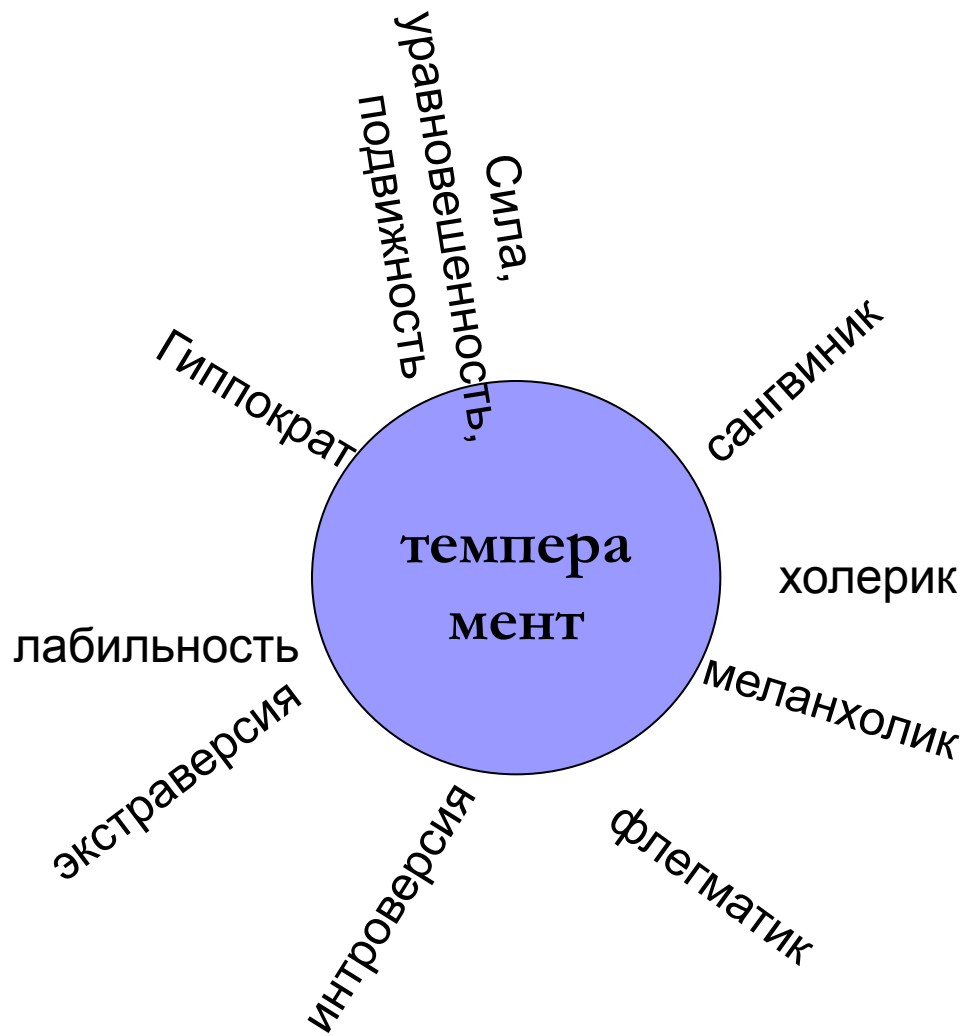 Сила,
уравновешенность,
подвижность
Гиппократ
сангвиник
темпера
мент
холерик
лабильность
меланхолик
экстраверсия
интроверсия
флегматик